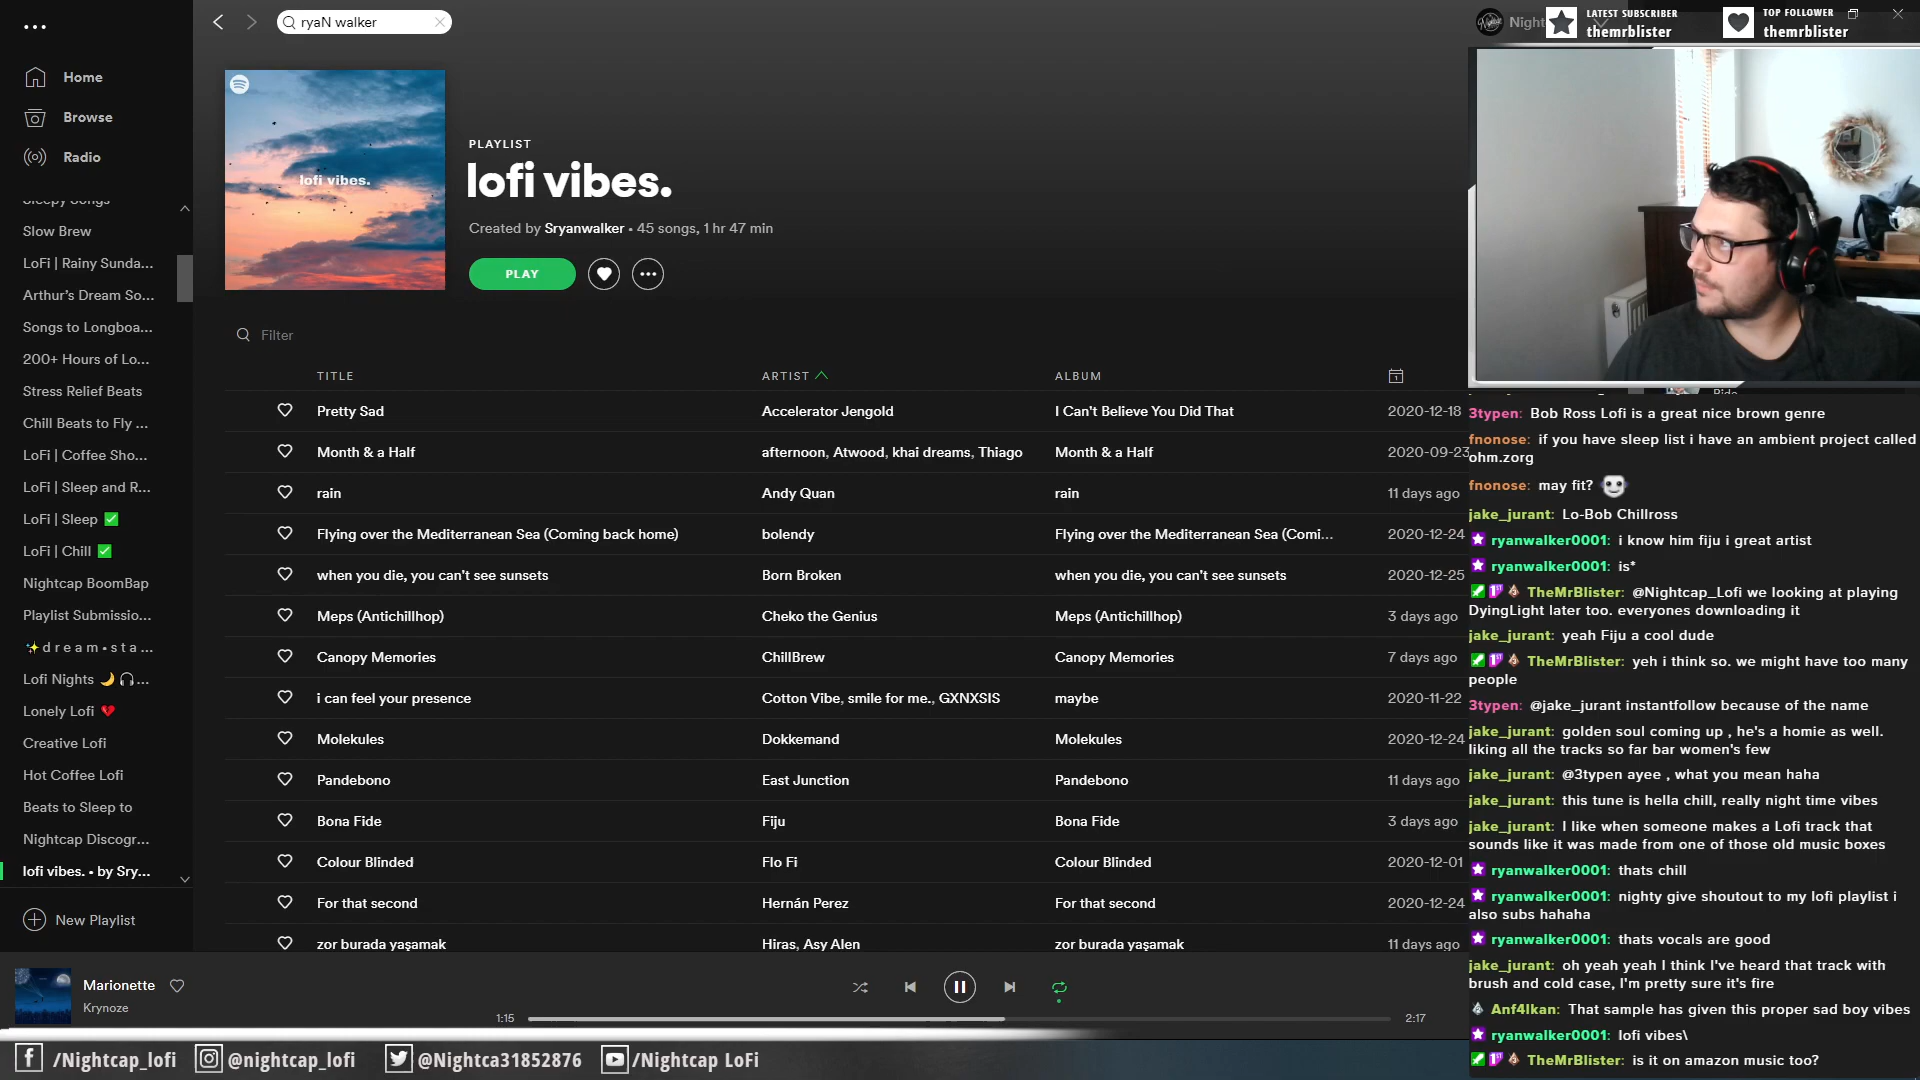 ryaN walker
Night
LATEST SUBSCRIBER
themrblister
TOP FOLLOWER
themrblister
Home
Browse
Radio
Sleepy Songs
Slow Brew
LoFi | Rainy Sunda...
Arthur's Dream So...
Songs to Longboa...
200+ Hours of Lo...
Stress Relief Beats
Chill Beats to Fly ...
LoFi | Coffee Sho...
LoFi | Sleep and R...
LoFi | Sleep ✅
LoFi | Chill ✅
Nightcap BoomBap
Playlist Submissio...
✨ d r e a m • s t a ...
Lofi Nights 🌙🎧...
Lonely Lofi 💔
Creative Lofi
Hot Coffee Lofi
Beats to Sleep to
Nightcap Discogr...
lofi vibes. • by Sry...
New Playlist
lofi vibes.
PLAYLIST
lofi vibes.
Created by Sryanwalker • 45 songs, 1 hr 47 min
PLAY
Filter
TITLE ARTIST ALBUM
Pretty Sad Accelerator Jengold I Can't Believe You Did That 2020-12-18
Month & a Half afternoon, Atwood, khai dreams, Thiago Month & a Half 2020-09-23
rain Andy Quan rain 11 days ago
Flying over the Mediterranean Sea (Coming back home) bolendy Flying over the Mediterranean Sea (Comi... 2020-12-24
when you die, you can't see sunsets Born Broken when you die, you can't see sunsets 2020-12-25
Meps (Antichillhop) Cheko the Genius Meps (Antichillhop) 3 days ago
Canopy Memories ChillBrew Canopy Memories 7 days ago
i can feel your presence Cotton Vibe, smile for me., GXNXSIS maybe 2020-11-22
Molekules Dokkemand Molekules 2020-12-24
Pandebono East Junction Pandebono 11 days ago
Bona Fide Fiju Bona Fide 3 days ago
Colour Blinded Flo Fi Colour Blinded 2020-12-01
For that second Hernán Perez For that second 2020-12-24
zor burada yaşamak Hiras, Asy Alen zor burada yaşamak 11 days ago
3typen: Bob Ross Lofi is a great nice brown genre
fnonose: if you have sleep list i have an ambient project called
ohm.zorg
fnonose: may fit?
jake_jurant: Lo-Bob Chillross
ryanwalker0001: i know him fiju i great artist
ryanwalker0001: is*
TheMrBlister: @Nightcap_Lofi we looking at playing
DyingLight later too. everyones downloading it
jake_jurant: yeah Fiju a cool dude
TheMrBlister: yeh i think so. we might have too many
people
3typen: @jake_jurant instantfollow because of the name
jake_jurant: golden soul coming up , he's a homie as well.
liking all the tracks so far bar women's few
jake_jurant: @3typen ayee , what you mean haha
jake_jurant: this tune is hella chill, really night time vibes
jake_jurant: I like when someone makes a Lofi track that
sounds like it was made from one of those old music boxes
ryanwalker0001: thats chill
ryanwalker0001: nighty give shoutout to my lofi playlist i
also subs hahaha
ryanwalker0001: thats vocals are good
jake_jurant: oh yeah yeah I think I've heard that track with
brush and cold case, I'm pretty sure it's fire
Anf4lkan: That sample has given this proper sad boy vibes
ryanwalker0001: lofi vibes\
TheMrBlister: is it on amazon music too?
Marionette
Krynoze
1:15
2:17
/Nightcap_lofi @nightcap_lofi @Nightca31852876 /Nightcap LoFi